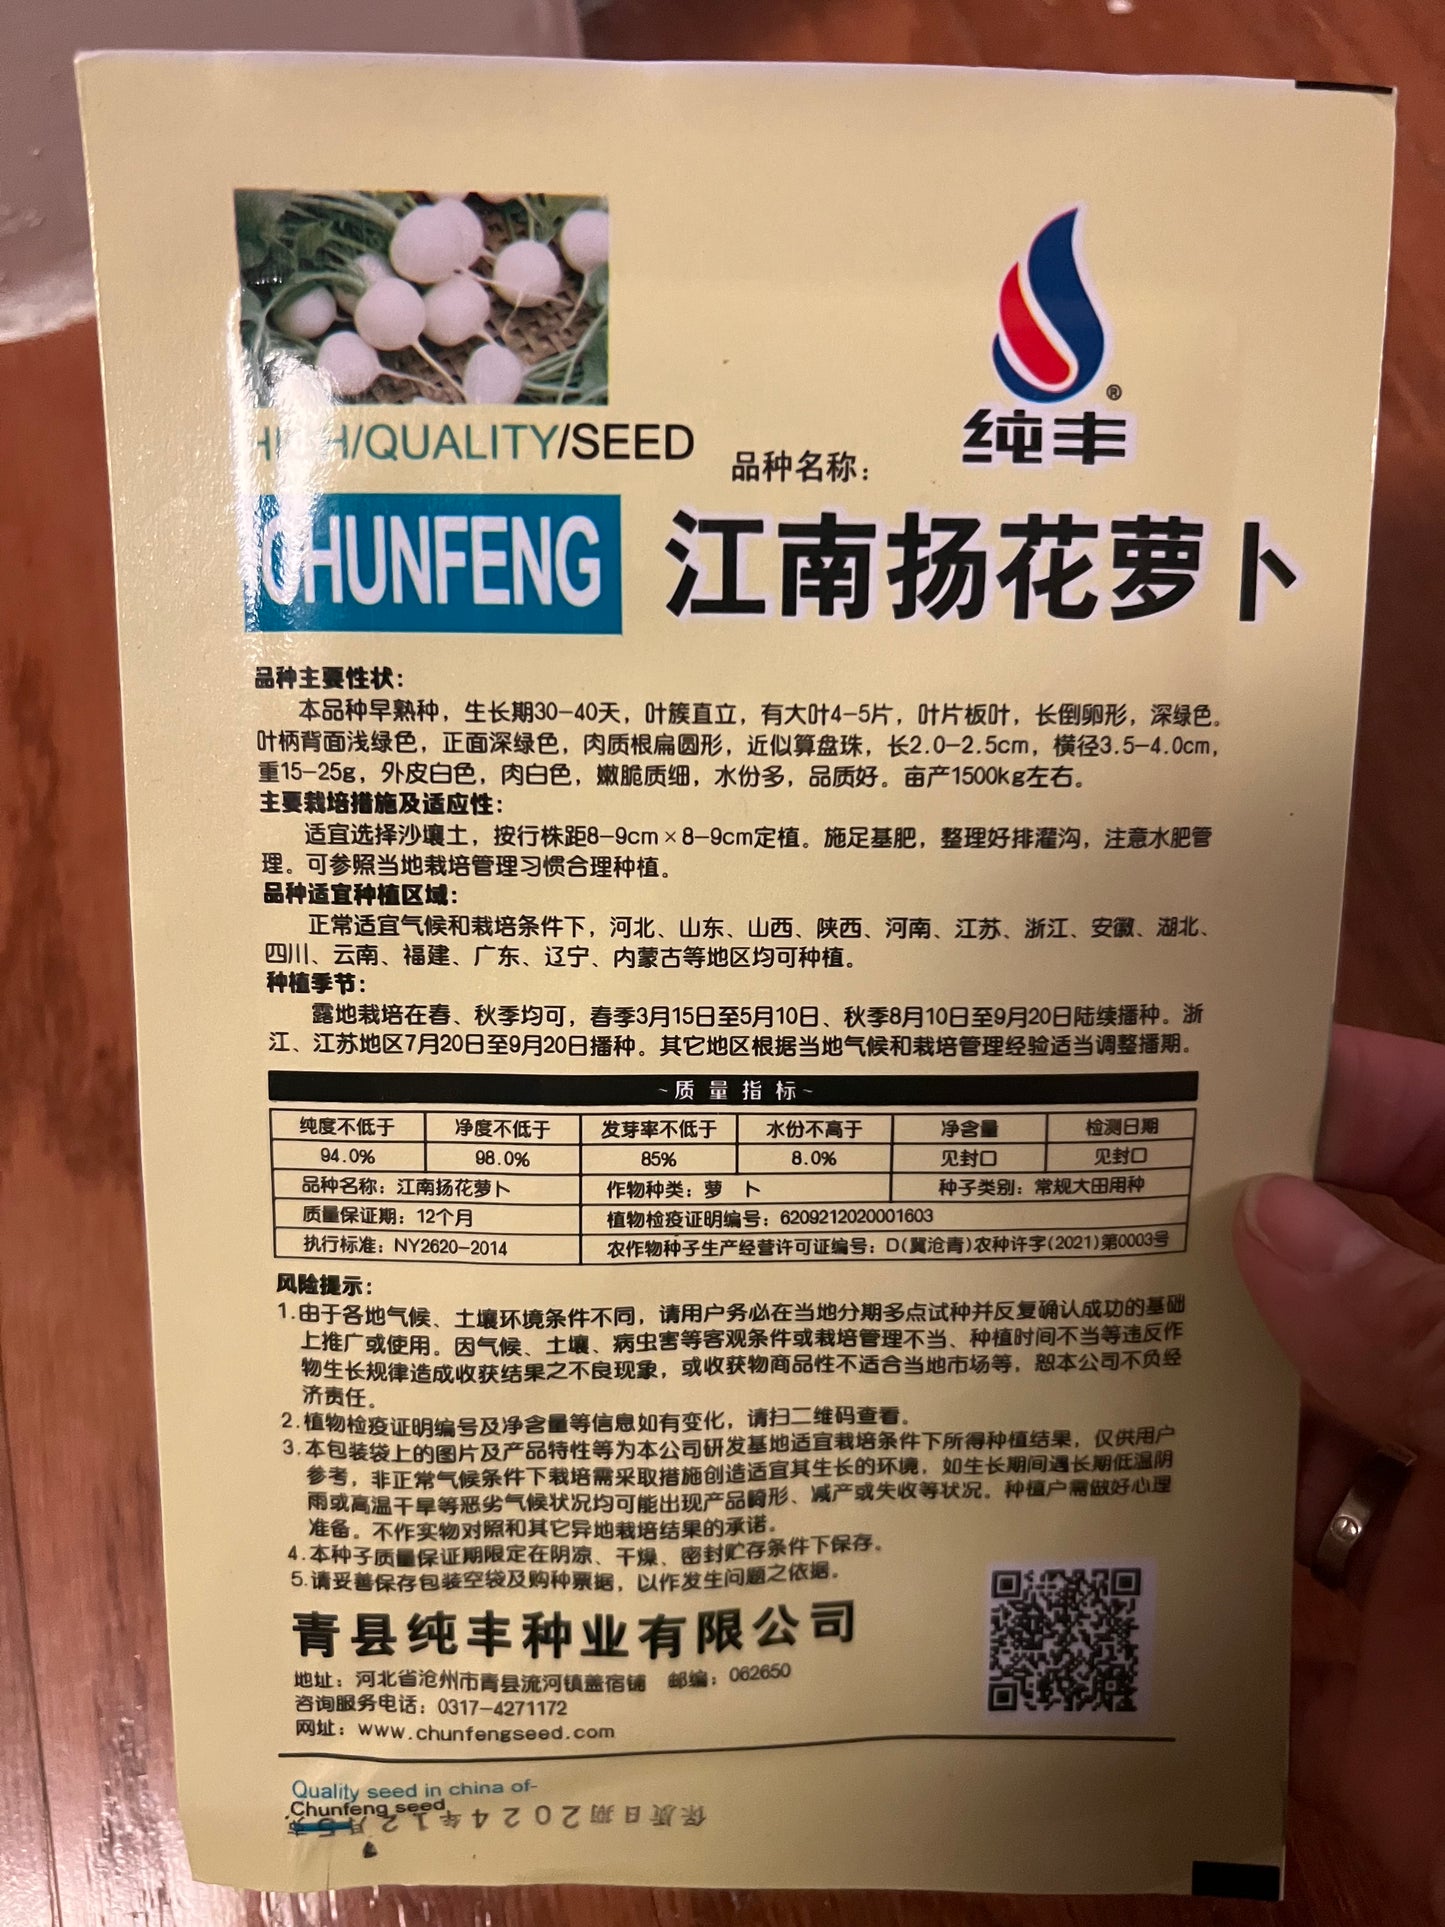 纯丰®
HIGH/QUALITY/SEED
品种名称：
CHUNFENG
江南扬花萝卜
品种主要性状：
本品种早熟种，生长期30-40天，叶簇直立，有大叶4-5片，叶片板叶，长倒卵形，深绿色。
叶柄背面浅绿色，正面深绿色，肉质根扁圆形，近似算盘珠，长2.0-2.5cm，横径3.5-4.0cm，
重15-25g，外皮白色，肉白色，嫩脆质细，水份多，品质好。亩产1500kg左右。
主要栽培措施及适应性：
适宜选择沙壤土，按行株距8-9cm×8-9cm定植。施足基肥，整理好排灌沟，注意水肥管
理。可参照当地栽培管理习惯合理种植。
品种适宜种植区域：
正常适宜气候和栽培条件下，河北、山东、山西、陕西、河南、江苏、浙江、安徽、湖北、
四川、云南、福建、广东、辽宁、内蒙古等地区均可种植。
种植季节：
露地栽培在春、秋季均可，春季3月15日至5月10日、秋季8月10日至9月20日陆续播种。浙
江、江苏地区7月20日至9月20日播种。其它地区根据当地气候和栽培管理经验适当调整播期。
~质量指标~
纯度不低于 净度不低于 发芽率不低于 水份不高于 净含量 检测日期
94.0% 98.0% 85% 8.0% 见封口 见封口
品种名称：江南扬花萝卜 作物种类：萝 卜 种子类别：常规大田用种
质量保证期：12个月 植物检疫证明编号：6209212020001603
执行标准：NY2620-2014 农作物种子生产经营许可证编号：D(冀沧青)农种许字(2021)第0003号
风险提示：
1.由于各地气候、土壤环境条件不同，请用户务必在当地分期多点试种并反复确认成功的基础
上推广或使用。因气候、土壤、病虫害等客观条件或栽培管理不当、种植时间不当等违反作
物生长规律造成收获结果之不良现象，或收获物商品性不适合当地市场等，恕本公司不负经
济责任。
2.植物检疫证明编号及净含量等信息如有变化，请扫二维码查看。
3.本包装袋上的图片及产品特性等为本公司研发基地适宜栽培条件下所得种植结果，仅供用户
参考，非正常气候条件下栽培需采取措施创造适宜其生长的环境，如生长期间遇长期低温阴
雨或高温干旱等恶劣气候状况均可能出现产品畸形、减产或失收等状况。种植户需做好心理
准备。不作实物对照和其它异地栽培结果的承诺。
4.本种子质量保证期限定在阴凉、干燥、密封贮存条件下保存。
5.请妥善保存包装空袋及购种票据，以作发生问题之依据。
青县纯丰种业有限公司
地址：河北省沧州市青县流河镇盖宿铺 邮编：062650
咨询服务电话：0317-4271172
网址：www.chunfengseed.com
Quality seed in china of-
Chunfeng seed
保质日期2024年12月5